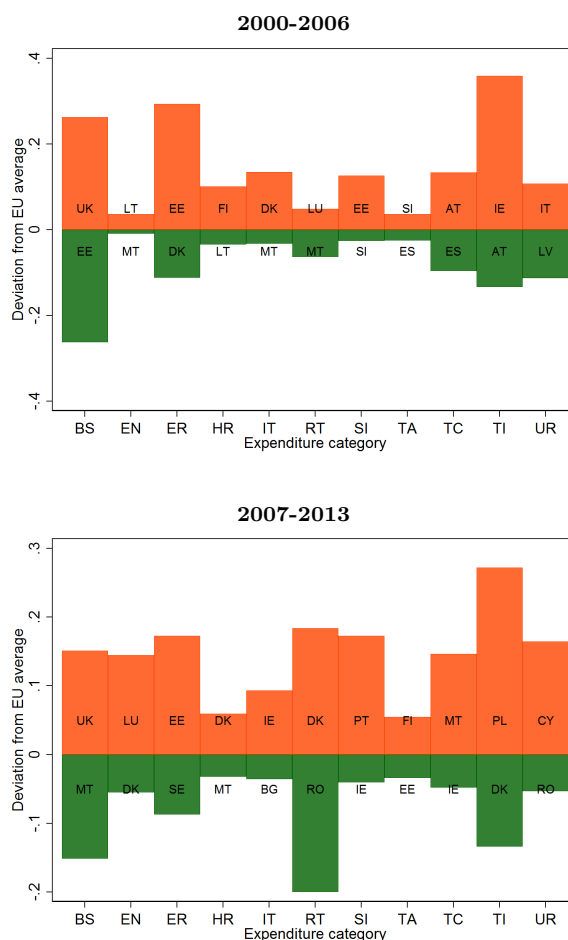 2000-2006
Deviation from EU average
.4
.2
0
-.2
-.4
UK LT EE FI DK LU EE SI AT IE IT
EE MT DK LT MT MT SI ES ES AT LV
BS EN ER HR IT RT SI TA TC TI UR
Expenditure category
2007-2013
Deviation from EU average
.3
.2
.1
0
-.1
-.2
UK LU EE DK IE DK PT FI MT PL CY
MT DK SE MT BG RO IE EE IE DK RO
BS EN ER HR IT RT SI TA TC TI UR
Expenditure category